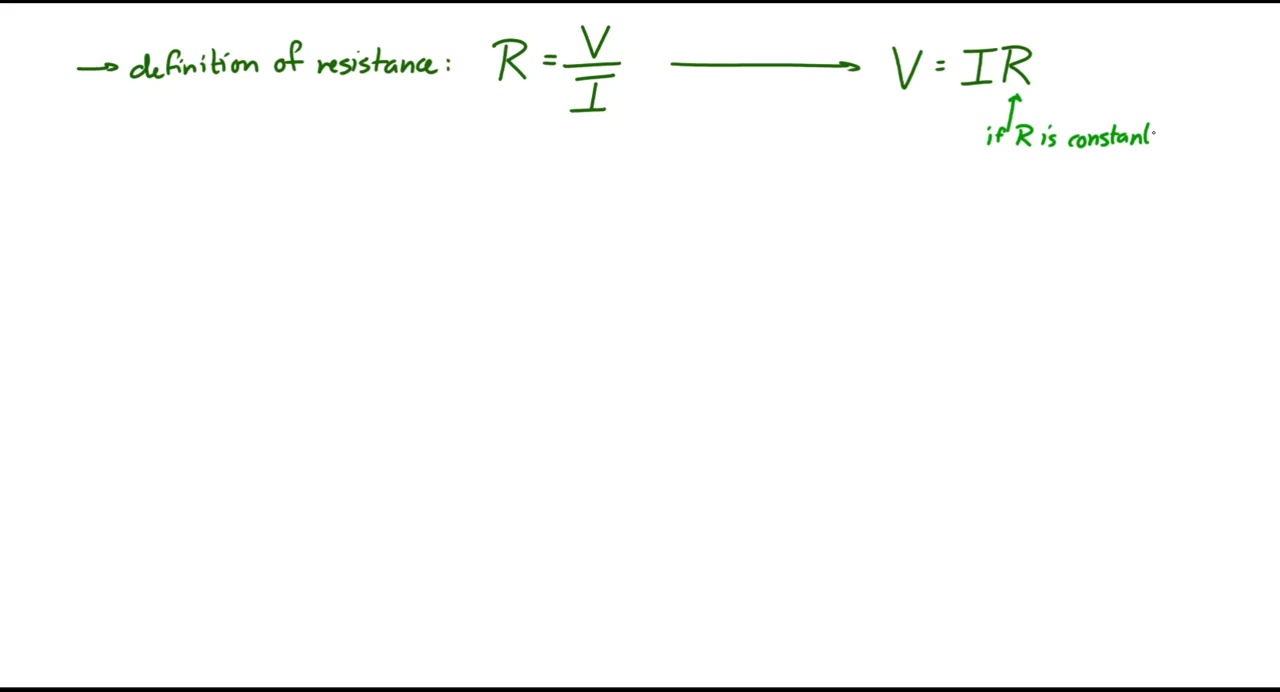 → definition of resistance: R = V/I → V = IR
if R is constant